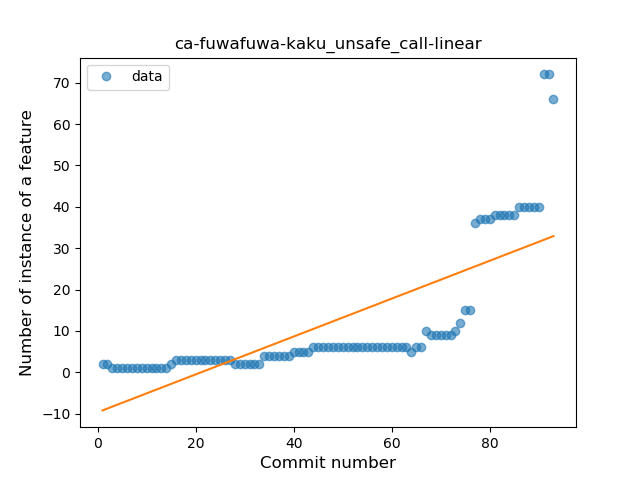 ca-fuwafuwa-kaku_unsafe_call-linear
data
Number of instance of a feature
70
60
50
40
30
20
10
0
−10
0 20 40 60 80
Commit number